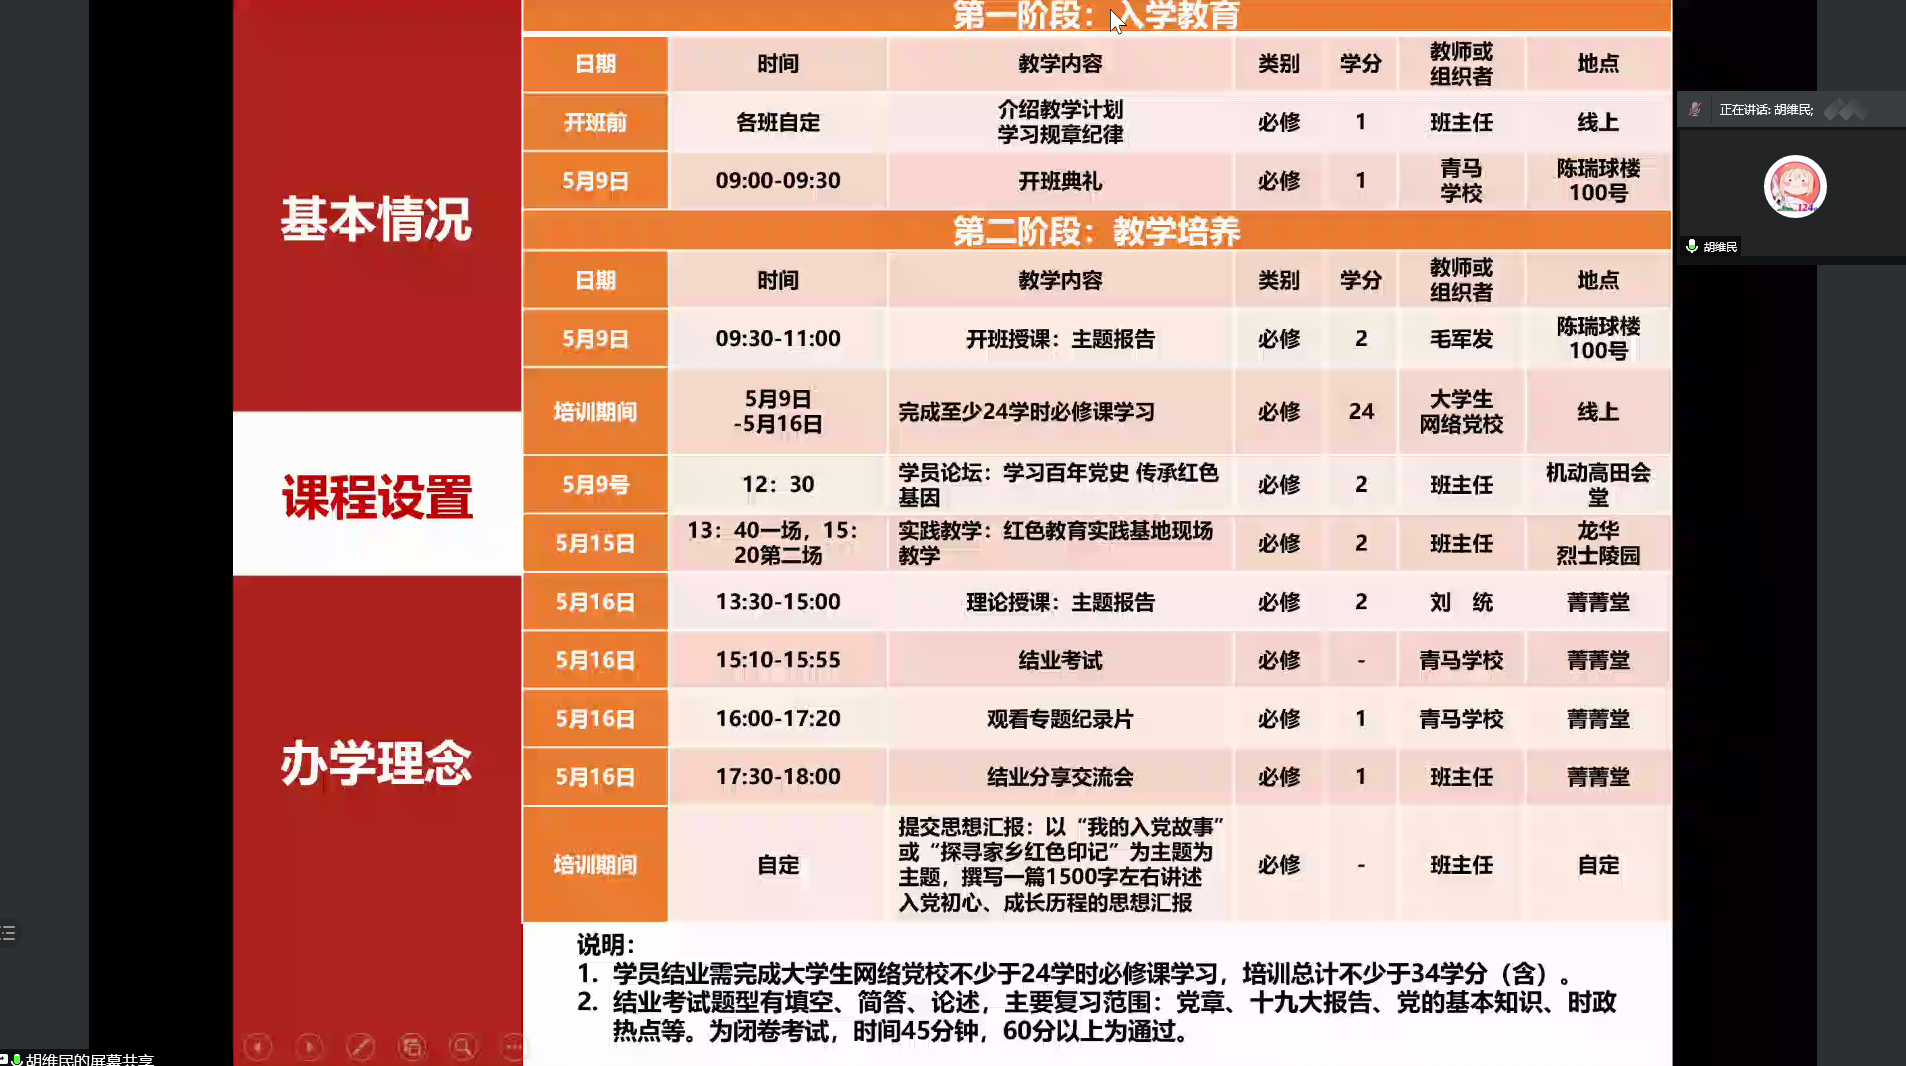 基本情况
课程设置
办学理念
第一阶段：入学教育
日期 时间 教学内容 类别 学分 教师或 地点
组织者
开班前 各班自定 介绍教学计划 必修 1 班主任 线上
学习规章纪律
5月9日 09:00-09:30 开班典礼 必修 1 青马 陈瑞球楼
学校 100号
第二阶段：教学培养
日期 时间 教学内容 类别 学分 教师或 地点
组织者
5月9日 09:30-11:00 开班授课：主题报告 必修 2 毛军发 陈瑞球楼
100号
培训期间 5月9日 完成至少24学时必修课学习 必修 24 大学生 线上
-5月16日 网络党校
5月9号 12：30 学员论坛：学习百年党史 传承红色 必修 2 班主任 机动高田会
基因 堂
5月15日 13：40一场，15： 实践教学：红色教育实践基地现场 必修 2 班主任 龙华
20第二场 教学 烈士陵园
5月16日 13:30-15:00 理论授课：主题报告 必修 2 刘 统 菁菁堂
5月16日 15:10-15:55 结业考试 必修 - 青马学校 菁菁堂
5月16日 16:00-17:20 观看专题纪录片 必修 1 青马学校 菁菁堂
5月16日 17:30-18:00 结业分享交流会 必修 1 班主任 菁菁堂
培训期间 自定 提交思想汇报：以“我的入党故事” 必修 - 班主任 自定
或“探寻家乡红色印记”为主题为
主题，撰写一篇1500字左右讲述
入党初心、成长历程的思想汇报
说明：
1. 学员结业需完成大学生网络党校不少于24学时必修课学习，培训总计不少于34学分（含）。
2. 结业考试题型有填空、简答、论述，主要复习范围：党章、十九大报告、党的基本知识、时政
热点等。为闭卷考试，时间45分钟，60分以上为通过。
正在讲话: 胡维民;
124
胡维民
胡维民的屏幕共享